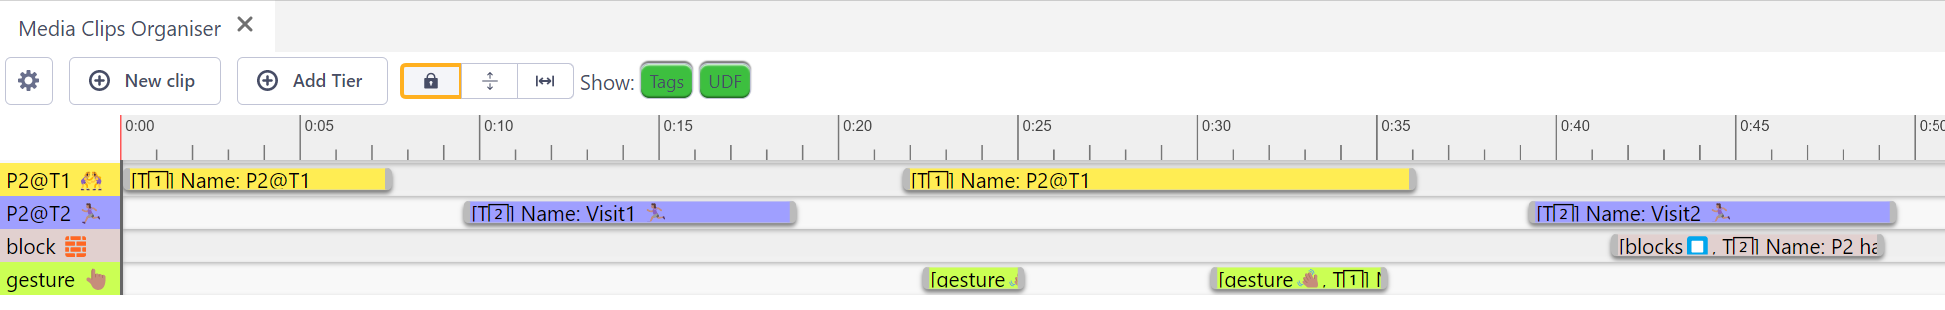 Media Clips Organiser
New clip Add Tier Show: Tags UDF
0:00 0:05 0:10 0:15 0:20 0:25 0:30 0:35 0:40 0:45 0:50
P2@T1 [T1] Name: P2@T1 [T1] Name: P2@T1
P2@T2 [T2] Name: Visit1 [T2] Name: Visit2
block [blocks, T2] Name: P2 ha
gesture [gesture [gesture, T1]